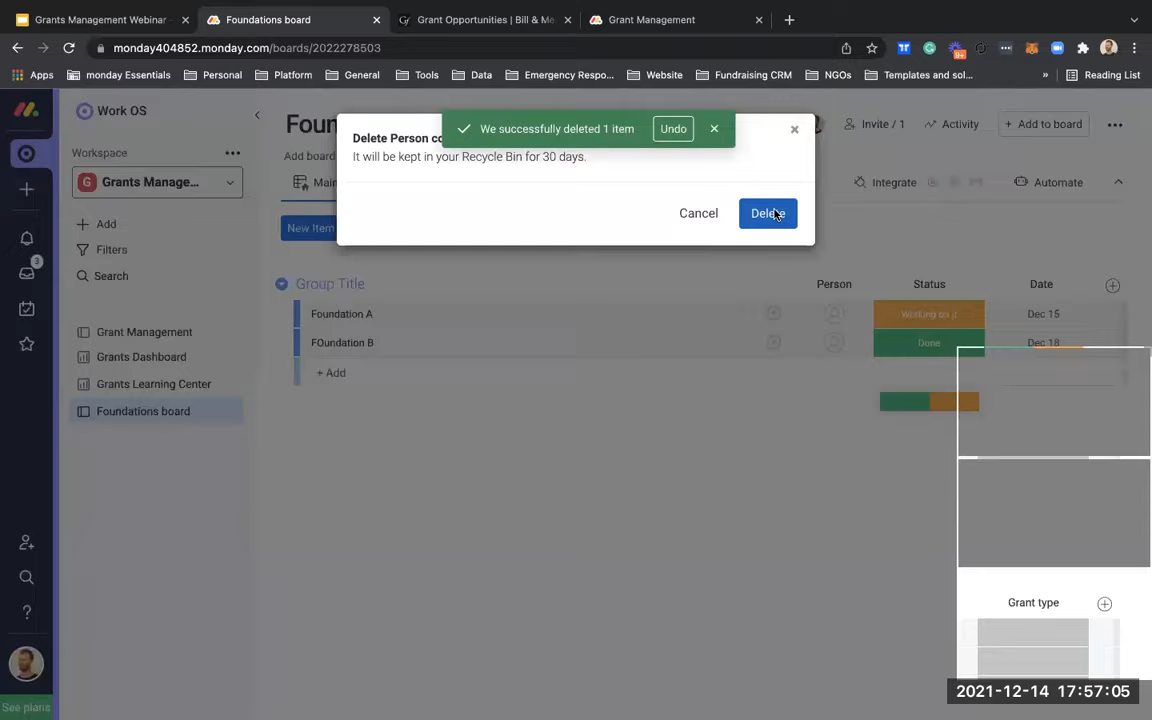 Grants Management Webinar
Foundations board
Grant Opportunities | Bill & Me
Grant Management
monday404852.monday.com/boards/2022278503
9+
Apps
monday Essentials
Personal
Platform
General
Tools
Data
Emergency Respo...
Website
Fundraising CRM
NGOs
Templates and sol...
»
Reading List
Work OS
Foun
Delete Person co
We successfully deleted 1 item
Undo
It will be kept in your Recycle Bin for 30 days.
Cancel
Delete
Invite / 1
Activity
+ Add to board
Add board
Workspace
G Grants Manage...
Main
Integrate
Automate
New Item
Add
Filters
Search
3
Grant Management
Grants Dashboard
Grants Learning Center
Foundations board
Group Title
Person
Status
Date
Foundation A
Working on it
Dec 15
FOundation B
Done
Dec 18
+ Add
Grant type
See plans
2021-12-14 17:57:05